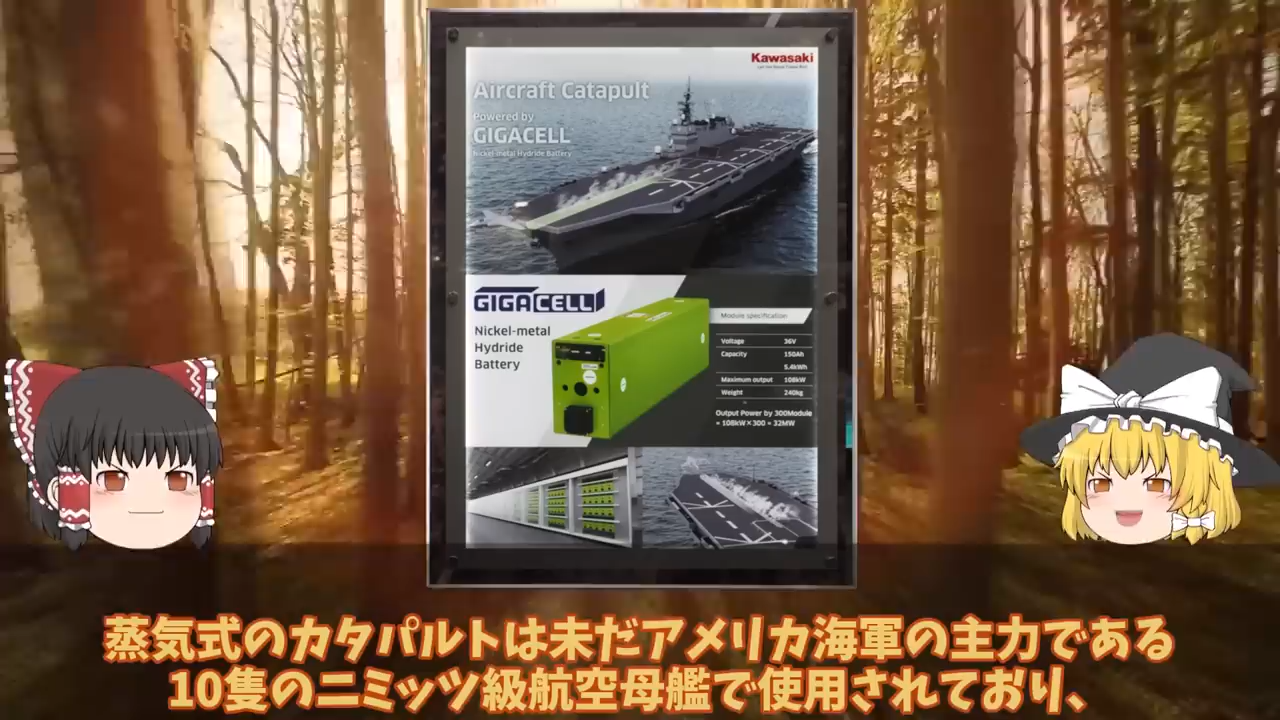 Kawasaki
Aircraft Catapult
Powered by
GIGACELL
Nickel-metal Hydride Battery
GIGACELL
Nickel-metal
Hydride
Battery
Module specification
Voltage 36V
Capacity 150Ah
5.4kWh
Maximum output 108kW
Weight 240kg
Output Power by 300Module
= 108kW×300 = 32MW
蒸気式のカタパルトは未だアメリカ海軍の主力である
10隻のニミッツ級航空母艦で使用されており、